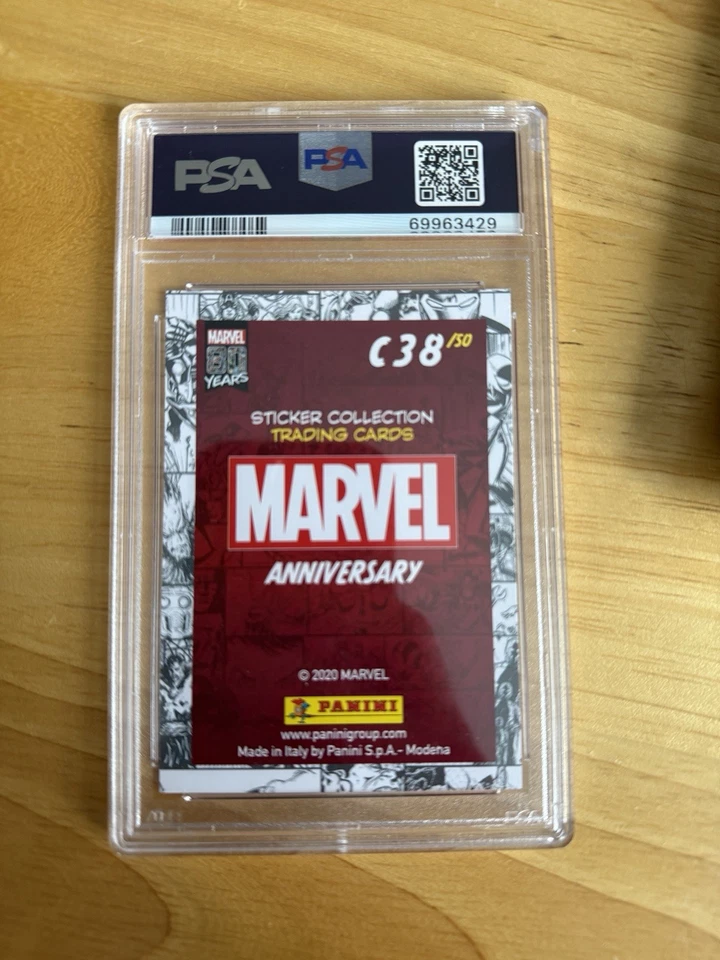 PSA
PSA
69963429
MARVEL
80
YEARS
C38/50
STICKER COLLECTION
TRADING CARDS
MARVEL
ANNIVERSARY
© 2020 MARVEL
PANINI
www.paninigroup.com
Made in Italy by Panini S.p.A.- Modena